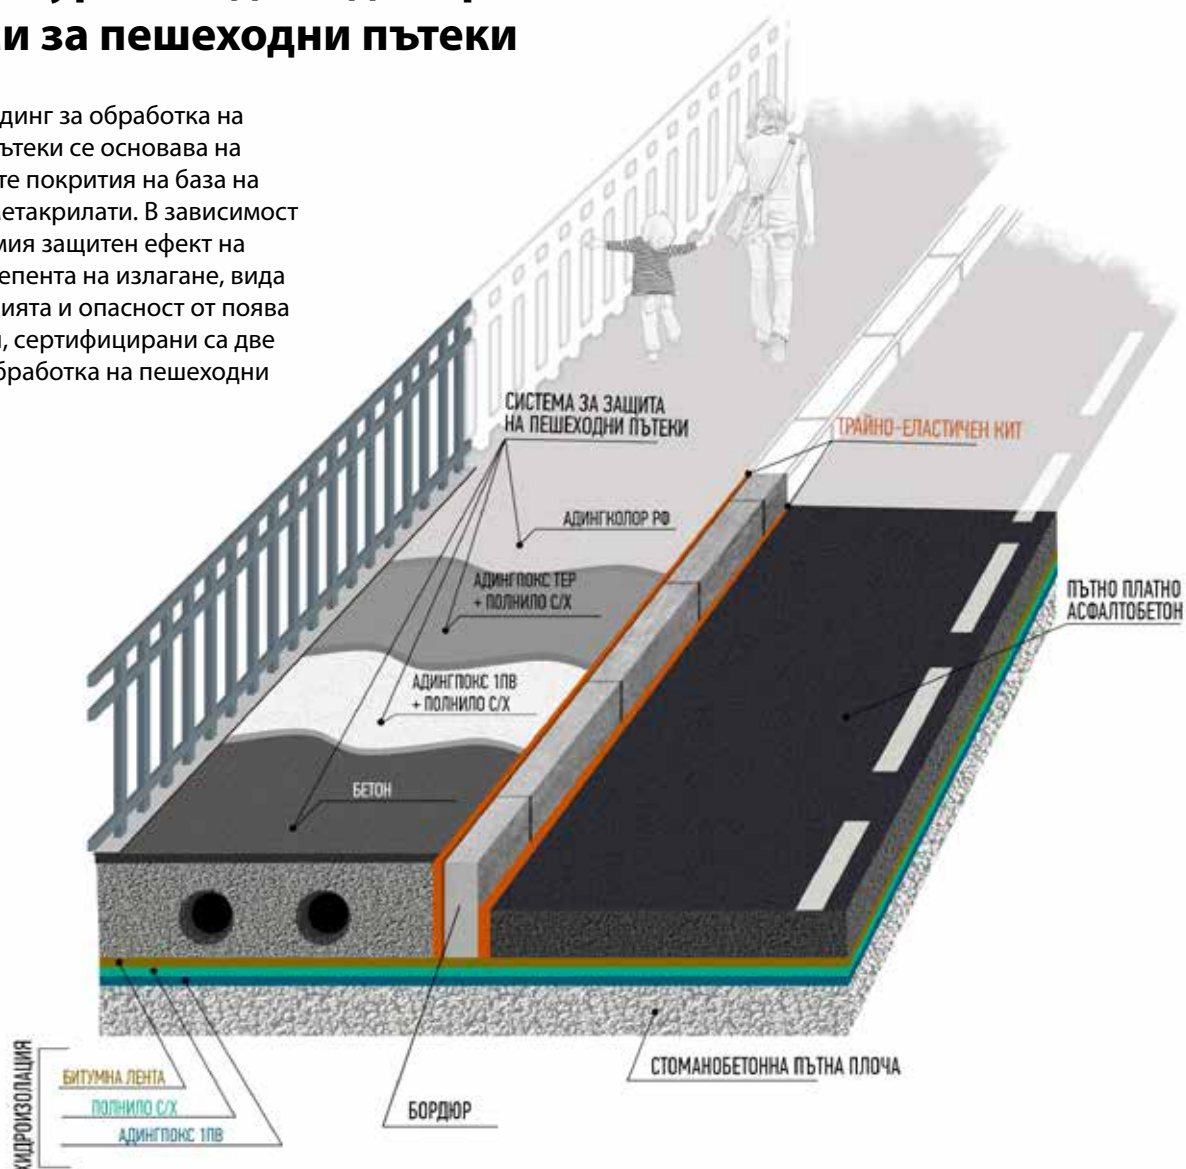 за пешеходни пътеки
динг за обработка на
ътеки се основава на
те покрития на база на
етакрилати. В зависимост
мия защитен ефект на
епента на излагане, вида
ията и опасност от поява
, сертифицирани са две
бработка на пешеходни
СИСТЕМА ЗА ЗАЩИТА
НА ПЕШЕХОДНИ ПЪТЕКИ
ТРАЙНО-ЕЛАСТИЧЕН КИТ
АДИНГКОЛОР РФ
АДИНГПОКС ТЕР
+ ПОЛНИЛО С/Х
ПЪТНО ПЛАТНО
АСФАЛТОБЕТОН
АДИНГПОКС 1ПВ
+ ПОЛНИЛО С/Х
БЕТОН
СТОМАНОБЕТОННА ПЪТНА ПЛОЧА
БОРДЮР
ХИДРОИЗОЛАЦИЯ
БИТУМНА ЛЕНТА
ПОЛНИЛО С/Х
АДИНГПОКС 1ПВ